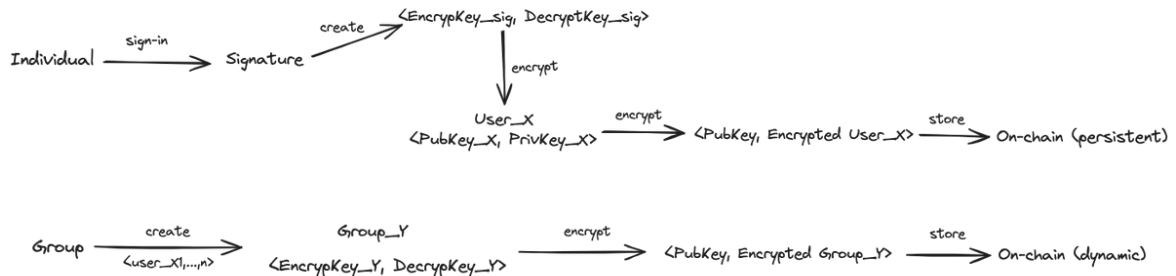 <EncrypKey_sig, DecryptKey_sig>
create
sign-in
Individual
Signature
encrypt
User_X
<PubKey_X, PrivKey_X>
encrypt
<PubKey, Encrypted User_X>
store
On-chain (persistent)
Group
create
<user_X1,...,n>
Group_Y
<EncrypKey_Y, DecrypKey_Y>
encrypt
<PubKey, Encrypted Group_Y>
store
On-chain (dynamic)